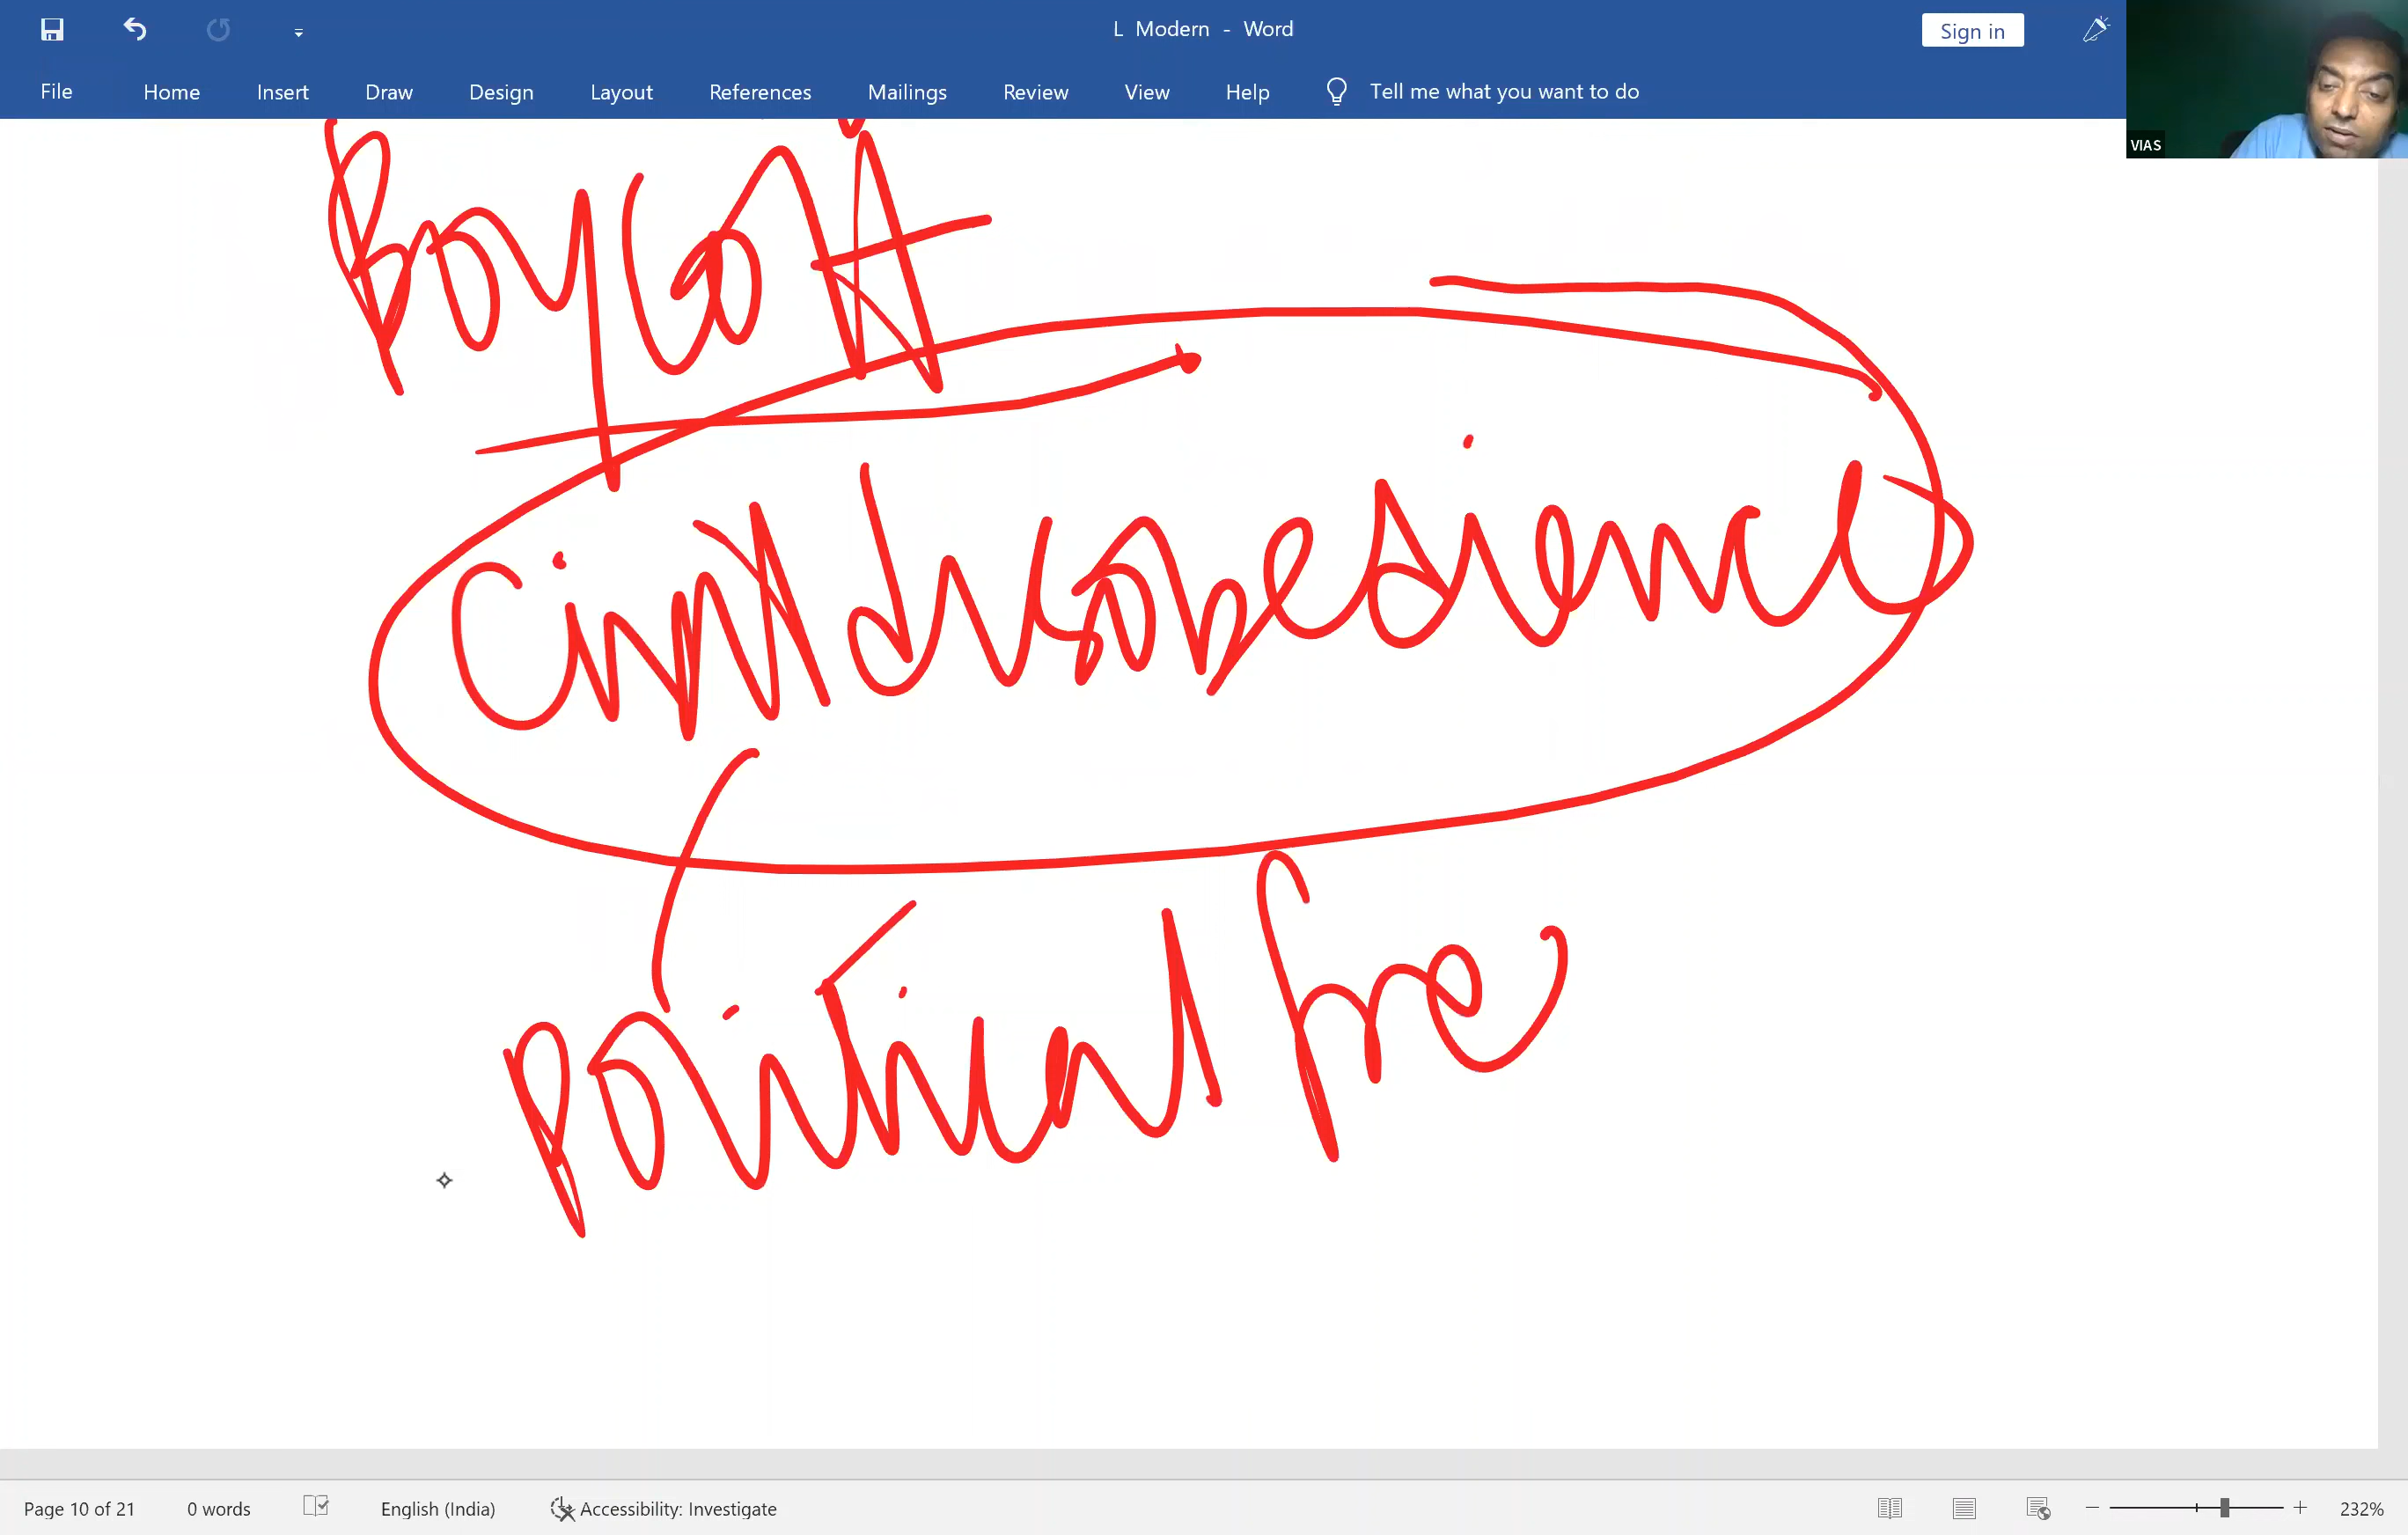 L Modern - Word
Sign in
File Home Insert Draw Design Layout References Mailings Review View Help Tell me what you want to do
VIAS
Boycott
Civil disobedience
political
Page 10 of 21 0 words English (India) Accessibility: Investigate 232%